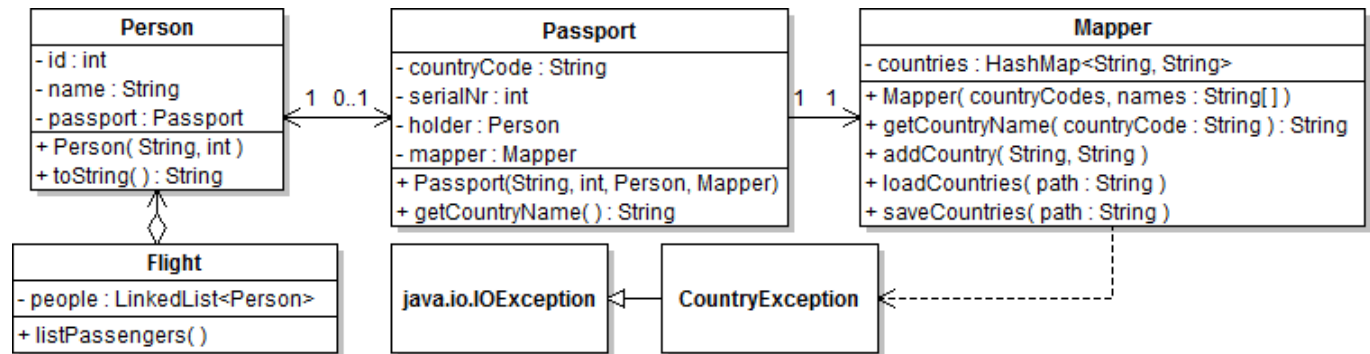 Person
- id : int
- name : String
- passport : Passport
+ Person( String, int )
+ toString( ) : String
1 0..1
Passport
- countryCode : String
- serialNr : int
- holder : Person
- mapper : Mapper
+ Passport(String, int, Person, Mapper)
+ getCountryName( ) : String
1 1
Mapper
- countries : HashMap<String, String>
+ Mapper( countryCodes, names : String[ ] )
+ getCountryName( countryCode : String ) : String
+ addCountry( String, String )
+ loadCountries( path : String )
+ saveCountries( path : String )
Flight
- people : LinkedList<Person>
+ listPassengers( )
java.io.IOException
CountryException